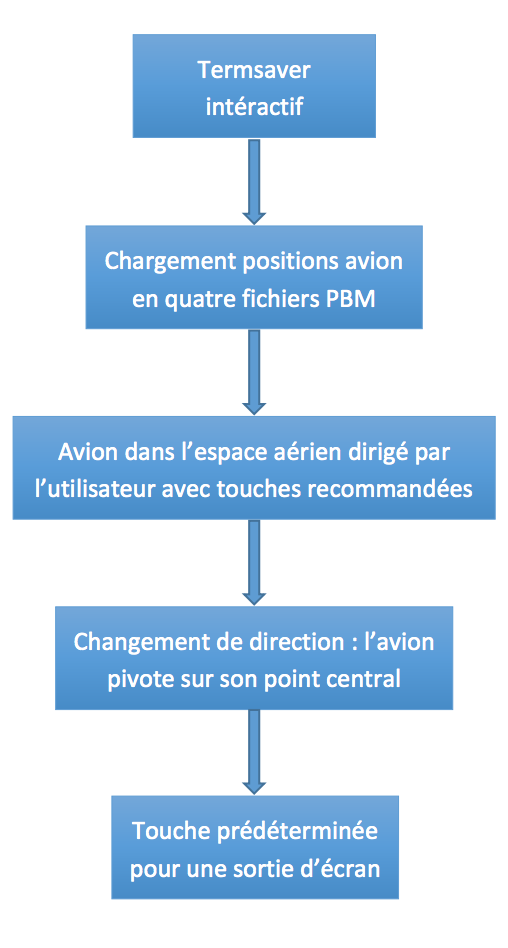 Termsaver
intéractif
Chargement positions avion
en quatre fichiers PBM
Avion dans l’espace aérien dirigé par
l’utilisateur avec touches recommandées
Changement de direction : l’avion
pivote sur son point central
Touche prédéterminée
pour une sortie d’écran